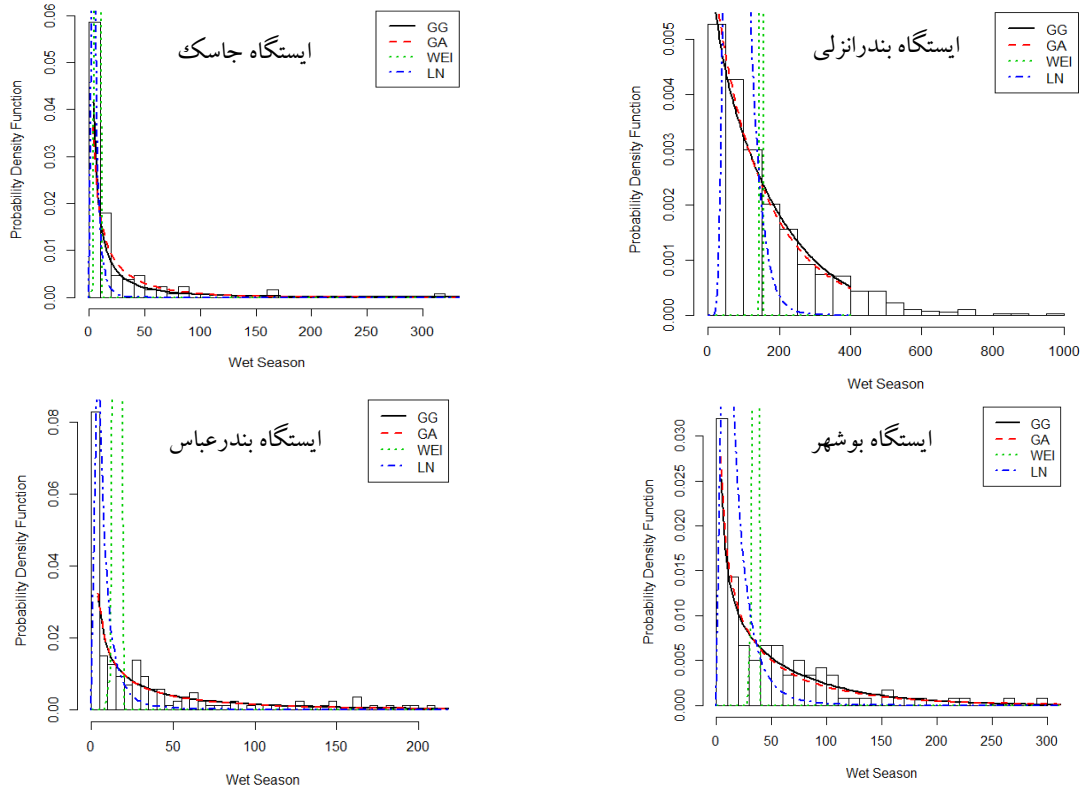 ایستگاه جاسك
GG
GA
WEI
LN
Probability Density Function
0.00 0.01 0.02 0.03 0.04 0.05 0.06
0 50 100 150 200 250 300
Wet Season
ایستگاه بندرانزلی
GG
GA
WEI
LN
Probability Density Function
0.000 0.001 0.002 0.003 0.004 0.005
0 200 400 600 800 1000
Wet Season
ایستگاه بندرعباس
GG
GA
WEI
LN
Probability Density Function
0.00 0.02 0.04 0.06 0.08
0 50 100 150 200
Wet Season
ایستگاه بوشهر
GG
GA
WEI
LN
Probability Density Function
0.000 0.005 0.010 0.015 0.020 0.025 0.030
0 50 100 150 200 250 300
Wet Season